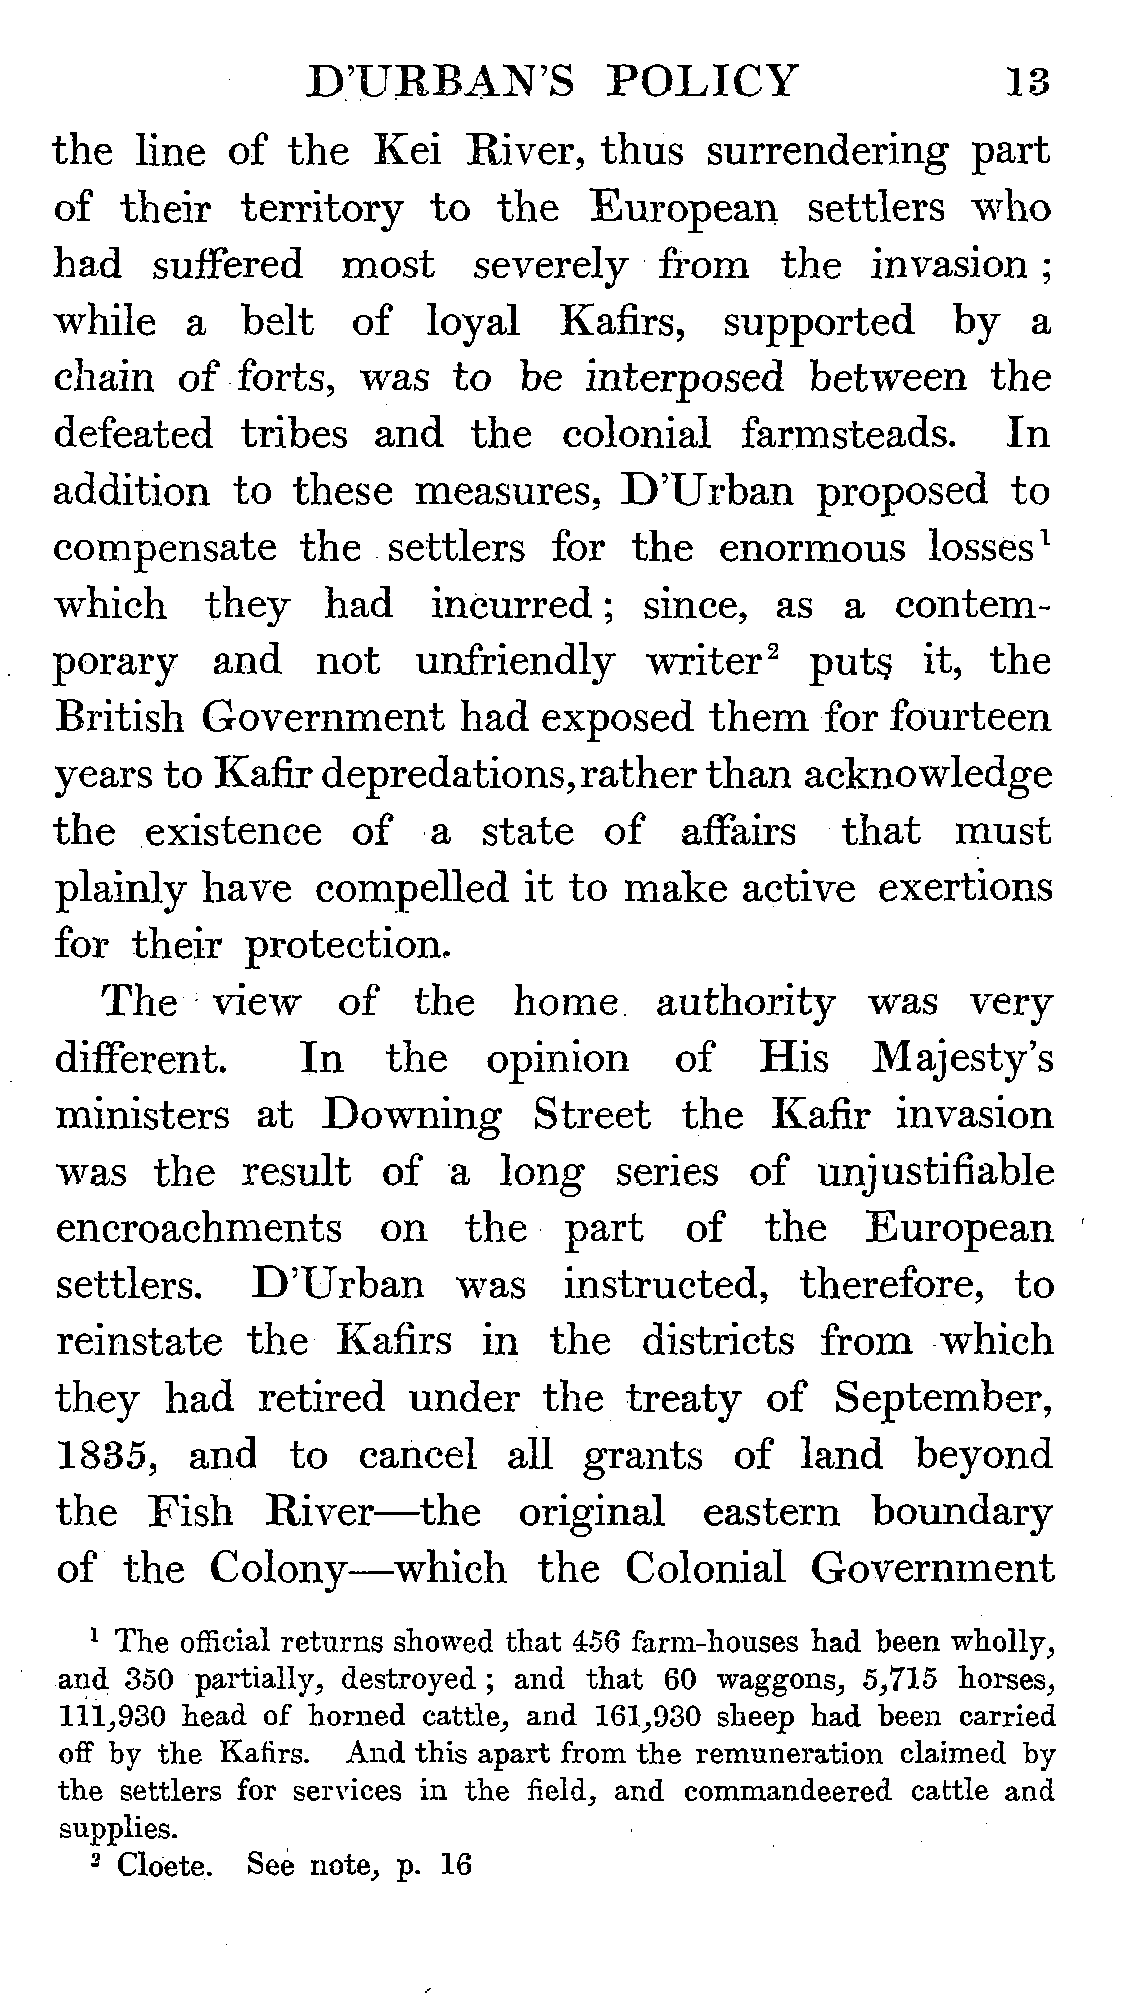 D'URBAN'S POLICY 13
the line of the Kei River, thus surrendering part
of their territory to the European settlers who
had suffered most severely from the invasion ;
while a belt of loyal Kafirs, supported by a
chain of forts, was to be interposed between the
defeated tribes and the colonial farmsteads. In
addition to these measures, D'Urban proposed to
compensate the settlers for the enormous losses¹
which they had incurred ; since, as a contem-
porary and not unfriendly writer² puts it, the
British Government had exposed them for fourteen
years to Kafir depredations, rather than acknowledge
the existence of a state of affairs that must
plainly have compelled it to make active exertions
for their protection.
The view of the home authority was very
different. In the opinion of His Majesty's
ministers at Downing Street the Kafir invasion
was the result of a long series of unjustifiable
encroachments on the part of the European
settlers. D'Urban was instructed, therefore, to
reinstate the Kafirs in the districts from which
they had retired under the treaty of September,
1835, and to cancel all grants of land beyond
the Fish River—the original eastern boundary
of the Colony—which the Colonial Government
¹ The official returns showed that 456 farm-houses had been wholly,
and 350 partially, destroyed ; and that 60 waggons, 5,715 horses,
111,930 head of horned cattle, and 161,930 sheep had been carried
off by the Kafirs. And this apart from the remuneration claimed by
the settlers for services in the field, and commandeered cattle and
supplies.
² Cloete. See note, p. 16